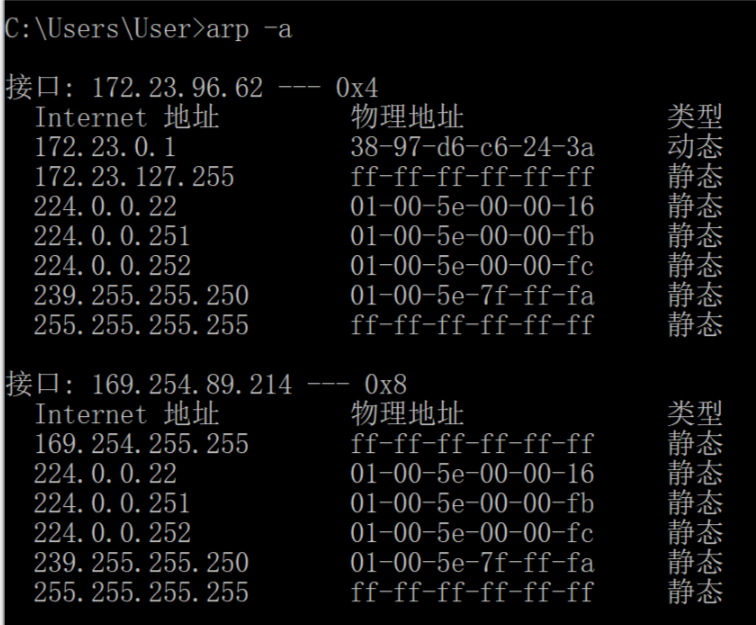 C:\Users\User>arp -a
接口: 172.23.96.62 --- 0x4
Internet 地址 物理地址 类型
172.23.0.1 38-97-d6-c6-24-3a 动态
172.23.127.255 ff-ff-ff-ff-ff-ff 静态
224.0.0.22 01-00-5e-00-00-16 静态
224.0.0.251 01-00-5e-00-00-fb 静态
224.0.0.252 01-00-5e-00-00-fc 静态
239.255.255.250 01-00-5e-7f-ff-fa 静态
255.255.255.255 ff-ff-ff-ff-ff-ff 静态
接口: 169.254.89.214 --- 0x8
Internet 地址 物理地址 类型
169.254.255.255 ff-ff-ff-ff-ff-ff 静态
224.0.0.22 01-00-5e-00-00-16 静态
224.0.0.251 01-00-5e-00-00-fb 静态
224.0.0.252 01-00-5e-00-00-fc 静态
239.255.255.250 01-00-5e-7f-ff-fa 静态
255.255.255.255 ff-ff-ff-ff-ff-ff 静态